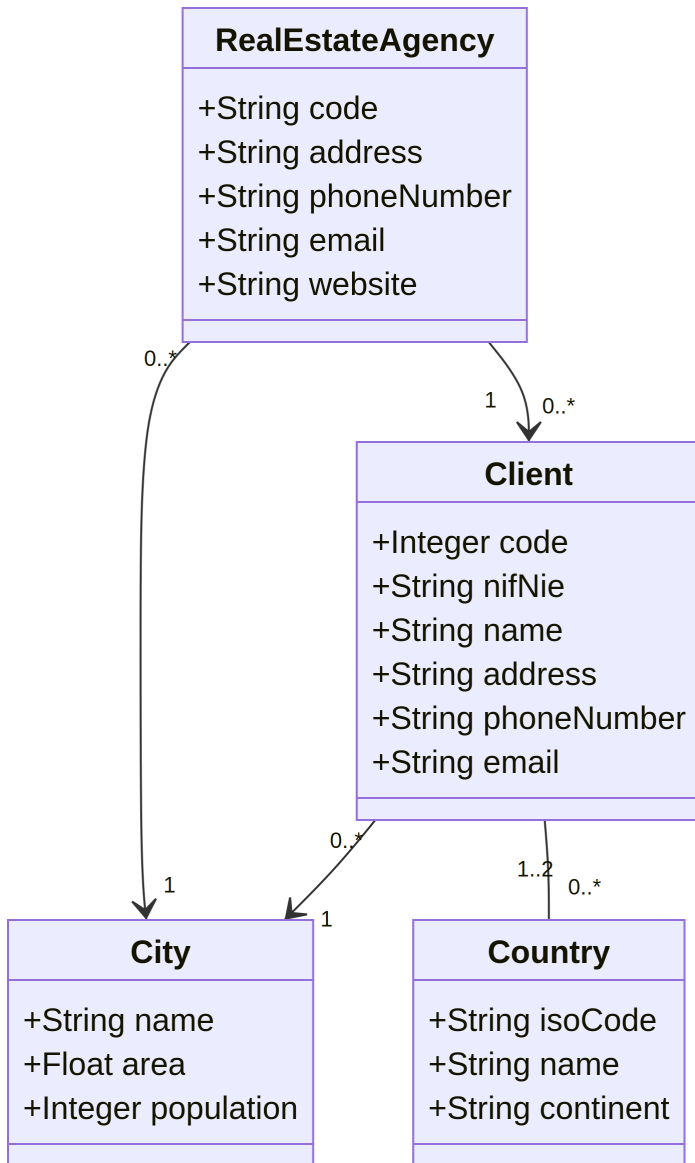 RealEstateAgency
+String code
+String address
+String phoneNumber
+String email
+String website
0..*
1
0..*
Client
+Integer code
+String nifNie
+String name
+String address
+String phoneNumber
+String email
0..*
1..2
1
0..*
1
City
+String name
+Float area
+Integer population
Country
+String isoCode
+String name
+String continent